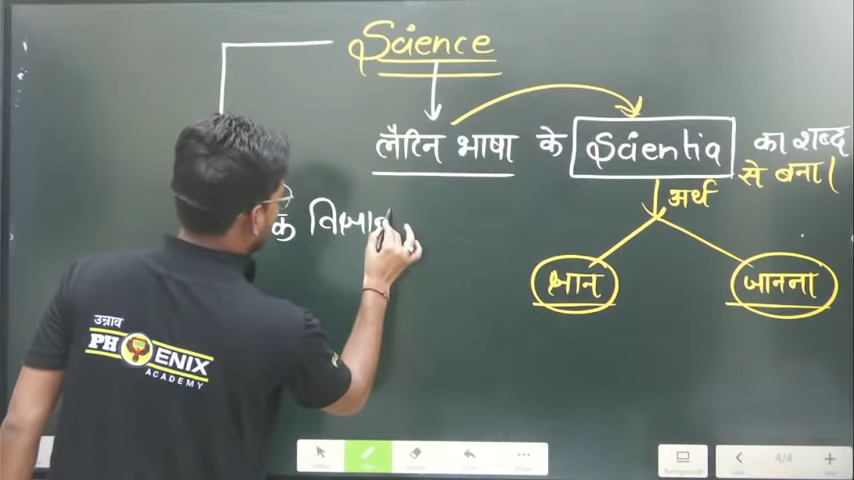 Science
लैटिन भाषा के Scientia का शब्द
से बना।
अर्थ
के विज्ञान
ज्ञान
जानना
उन्नाव
PHOENIX
ACADEMY
4/4